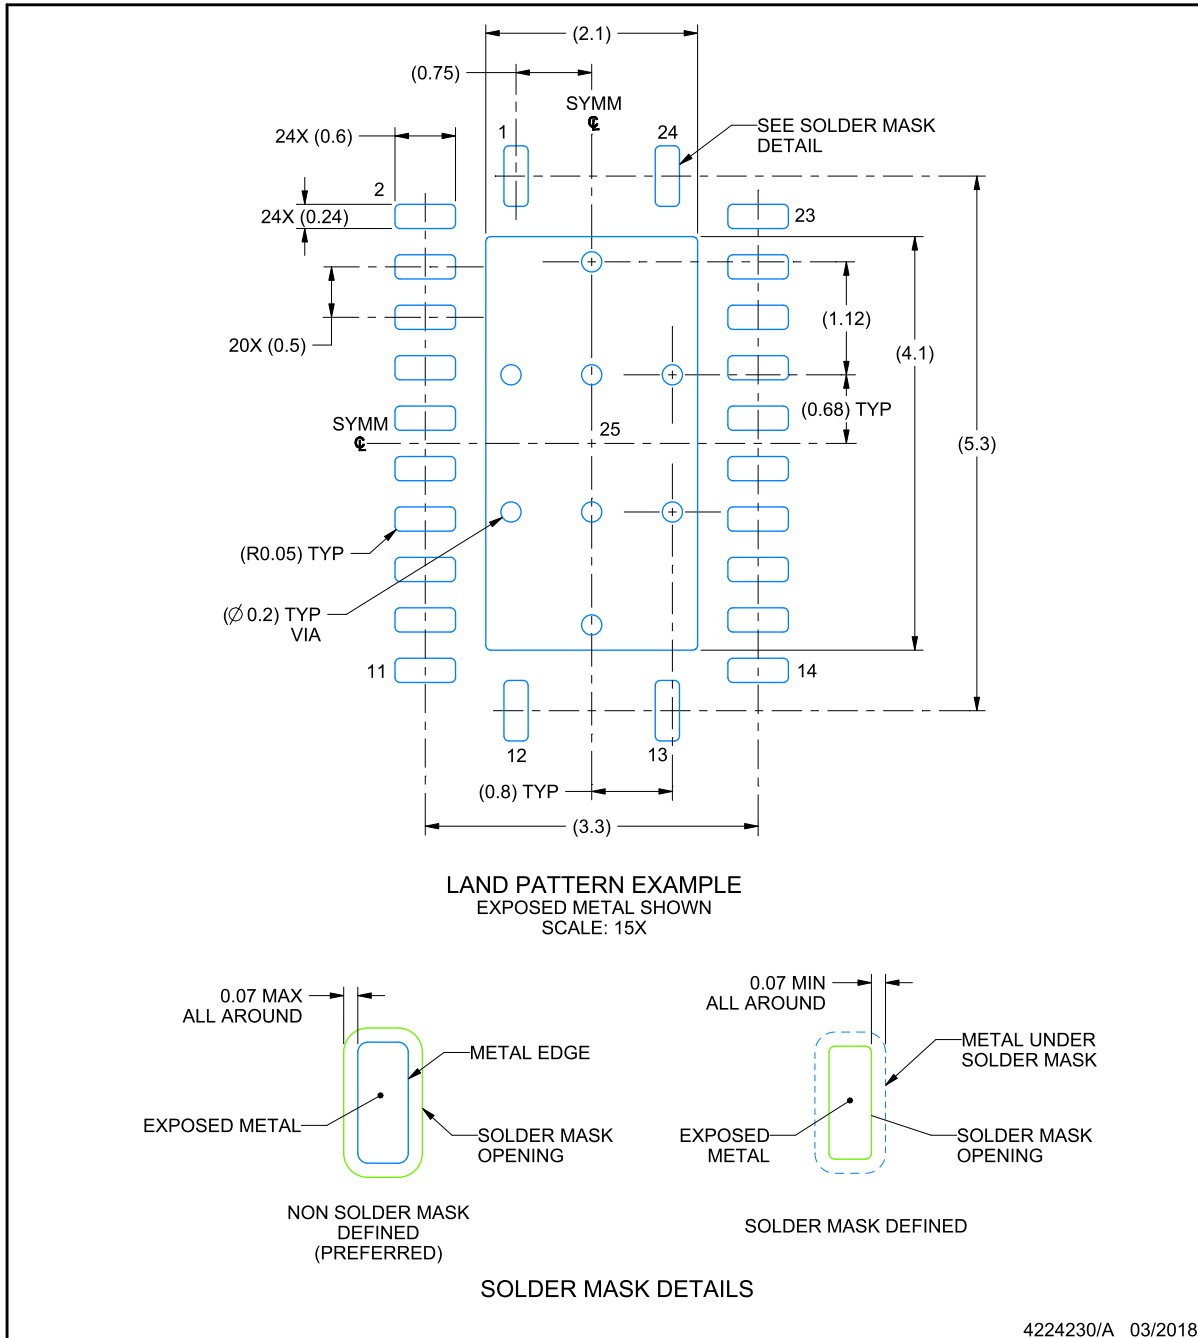 (2.1)
(0.75)
SYMM
℄
1
24
SEE SOLDER MASK
DETAIL
24X (0.6)
2
24X (0.24)
23
20X (0.5)
(1.12)
(4.1)
(0.68) TYP
SYMM
℄
25
(5.3)
(R0.05) TYP
(∅ 0.2) TYP
VIA
11
14
12
13
(0.8) TYP
(3.3)
LAND PATTERN EXAMPLE
EXPOSED METAL SHOWN
SCALE: 15X
0.07 MAX
ALL AROUND
METAL EDGE
EXPOSED METAL
SOLDER MASK
OPENING
NON SOLDER MASK
DEFINED
(PREFERRED)
0.07 MIN
ALL AROUND
METAL UNDER
SOLDER MASK
EXPOSED
METAL
SOLDER MASK
OPENING
SOLDER MASK DEFINED
SOLDER MASK DETAILS
4224230/A 03/2018